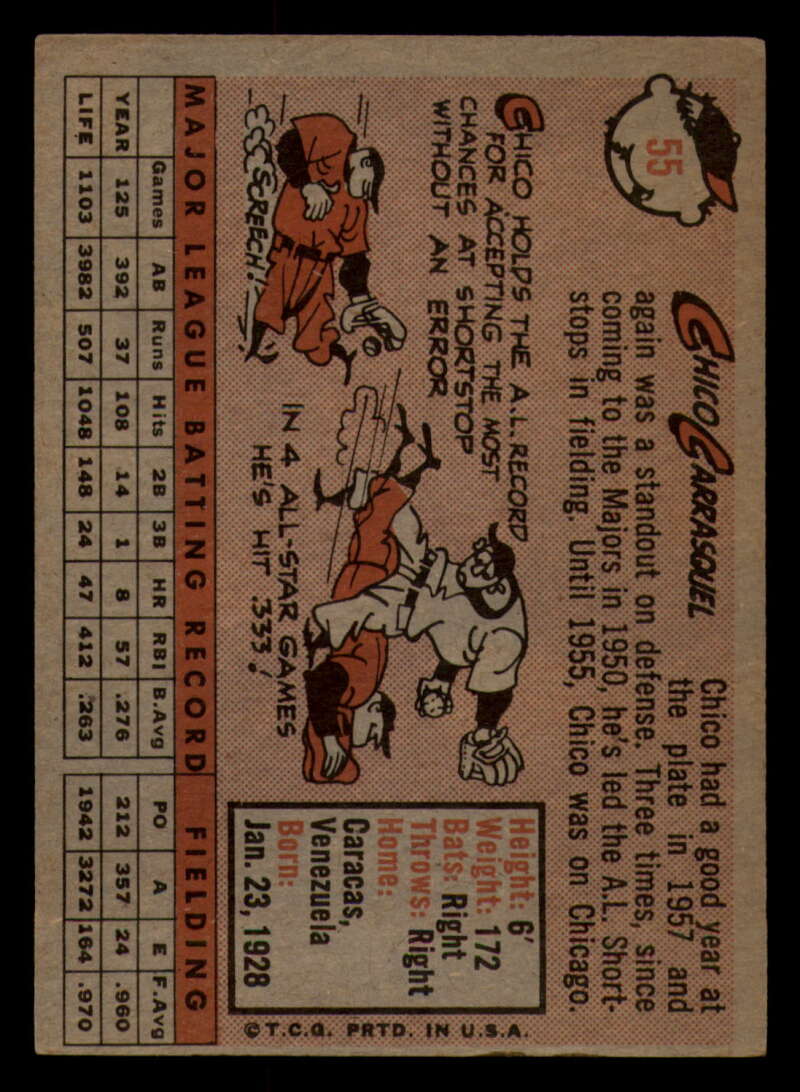 55
CHICO CARRASQUEL
Chico had a good year at
the plate in 1957 and
again was a standout on defense. Three times, since
coming to the Majors in 1950, he's led the A.L. Short-
stops in fielding. Until 1955, Chico was on Chicago.
CHICO HOLDS THE A.L. RECORD
FOR ACCEPTING THE MOST
CHANCES AT SHORTSTOP
WITHOUT AN ERROR
SCREECH!
IN 4 ALL-STAR GAMES
HE'S HIT .333!
Height: 6'
Weight: 172
Bats: Right
Throws: Right
Home:
Caracas,
Venezuela
Born:
Jan. 23, 1928
© T.C.G. PRTD. IN U.S.A.
MAJOR LEAGUE BATTING RECORD FIELDING
Games AB Runs Hits 2B 3B HR RBI B.Avg PO A E F.Avg
YEAR 125 392 37 108 14 1 8 57 .276 212 357 24 .960
LIFE 1103 3982 507 1048 148 24 47 412 .263 1942 3272 164 .970